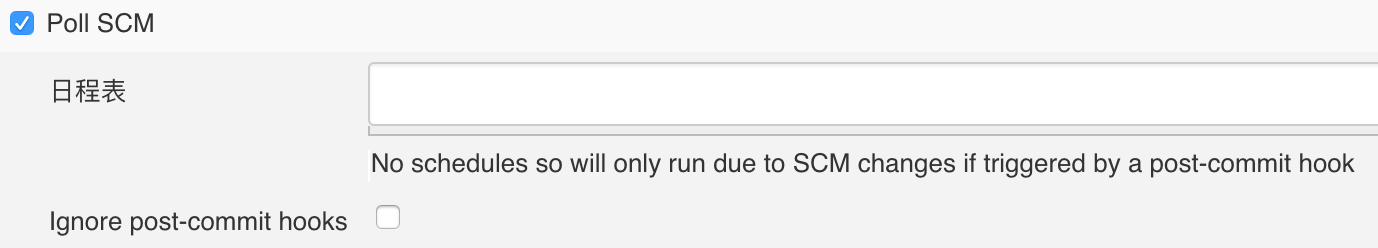 Poll SCM
日程表
No schedules so will only run due to SCM changes if triggered by a post-commit hook
Ignore post-commit hooks